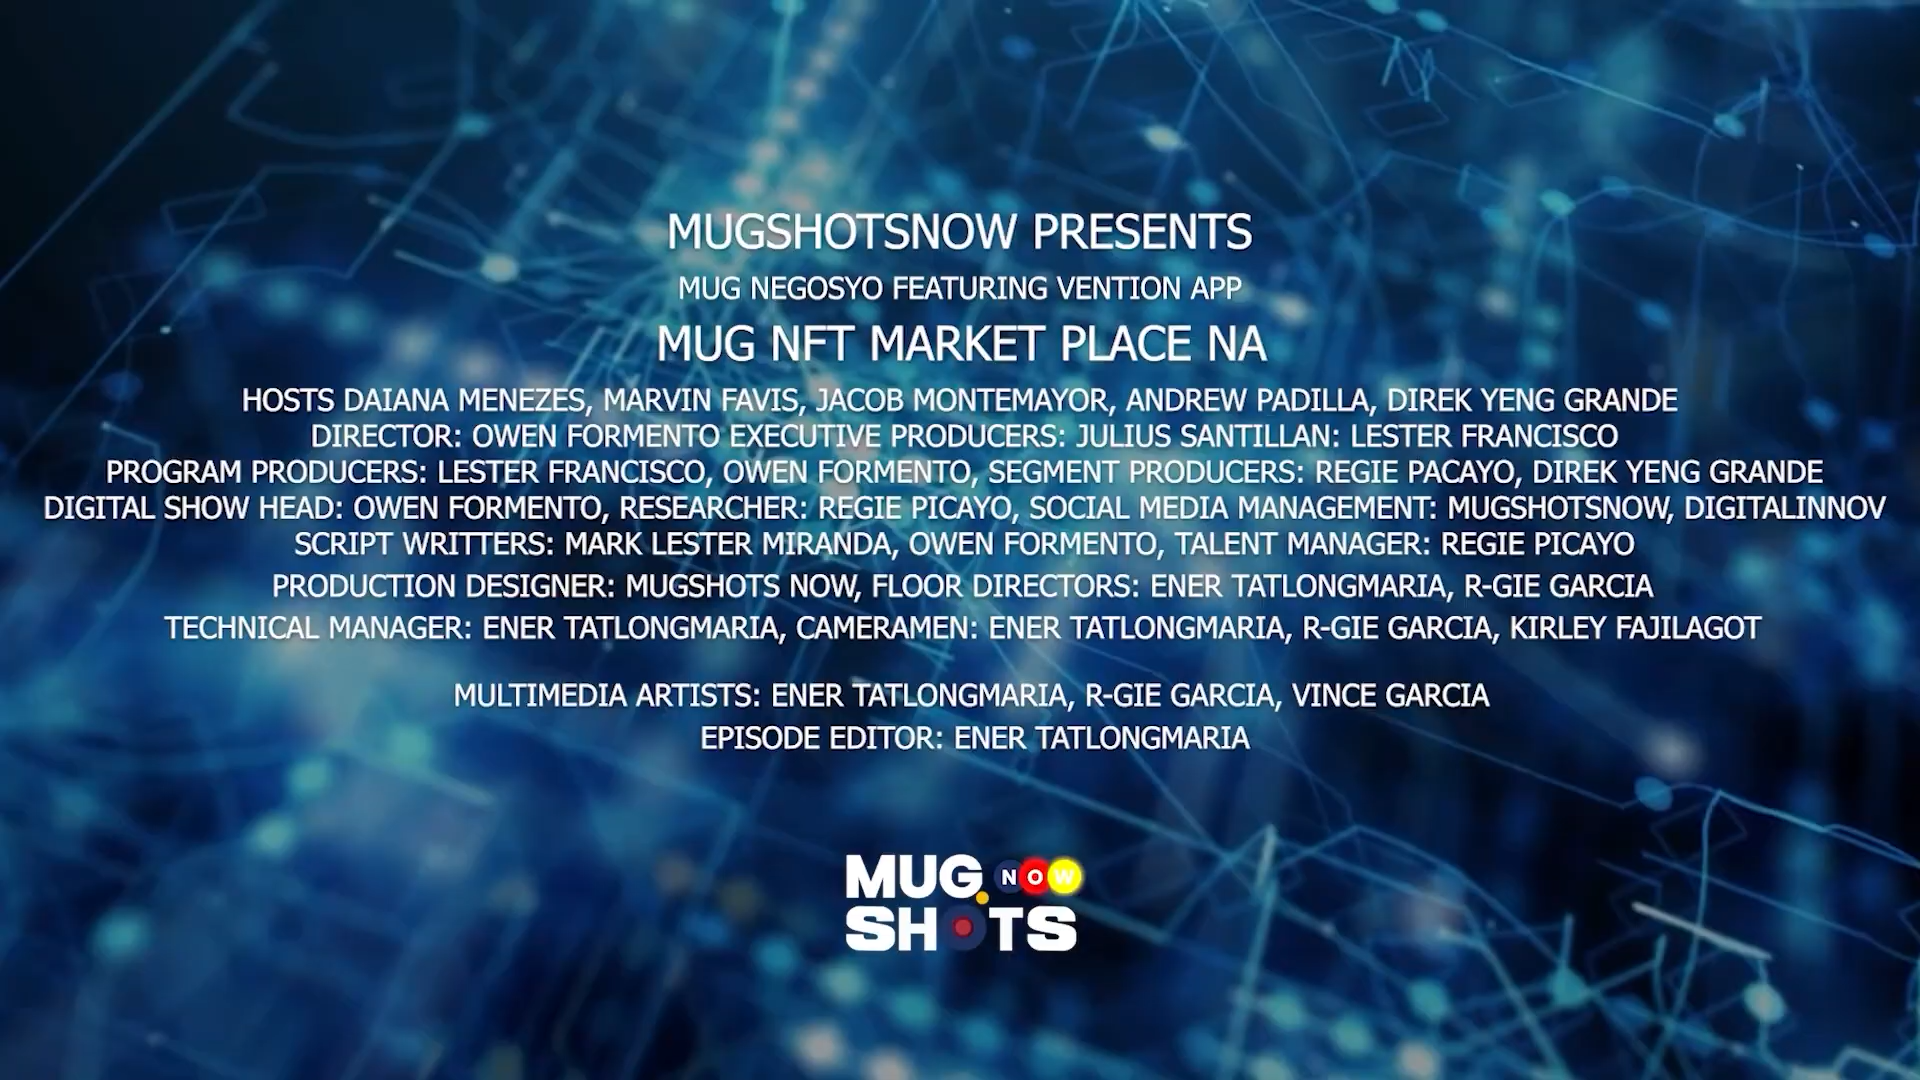 MUGSHOTSNOW PRESENTS
MUG NEGOSYO FEATURING VENTION APP
MUG NFT MARKET PLACE NA
HOSTS DAIANA MENEZES, MARVIN FAVIS, JACOB MONTEMAYOR, ANDREW PADILLA, DIREK YENG GRANDE
DIRECTOR: OWEN FORMENTO EXECUTIVE PRODUCERS: JULIUS SANTILLAN: LESTER FRANCISCO
PROGRAM PRODUCERS: LESTER FRANCISCO, OWEN FORMENTO, SEGMENT PRODUCERS: REGIE PACAYO, DIREK YENG GRANDE
DIGITAL SHOW HEAD: OWEN FORMENTO, RESEARCHER: REGIE PICAYO, SOCIAL MEDIA MANAGEMENT: MUGSHOTSNOW, DIGITALINNOV
SCRIPT WRITTERS: MARK LESTER MIRANDA, OWEN FORMENTO, TALENT MANAGER: REGIE PICAYO
PRODUCTION DESIGNER: MUGSHOTS NOW, FLOOR DIRECTORS: ENER TATLONGMARIA, R-GIE GARCIA
TECHNICAL MANAGER: ENER TATLONGMARIA, CAMERAMEN: ENER TATLONGMARIA, R-GIE GARCIA, KIRLEY FAJILAGOT
MULTIMEDIA ARTISTS: ENER TATLONGMARIA, R-GIE GARCIA, VINCE GARCIA
EPISODE EDITOR: ENER TATLONGMARIA
MUG NOW
SHOTS